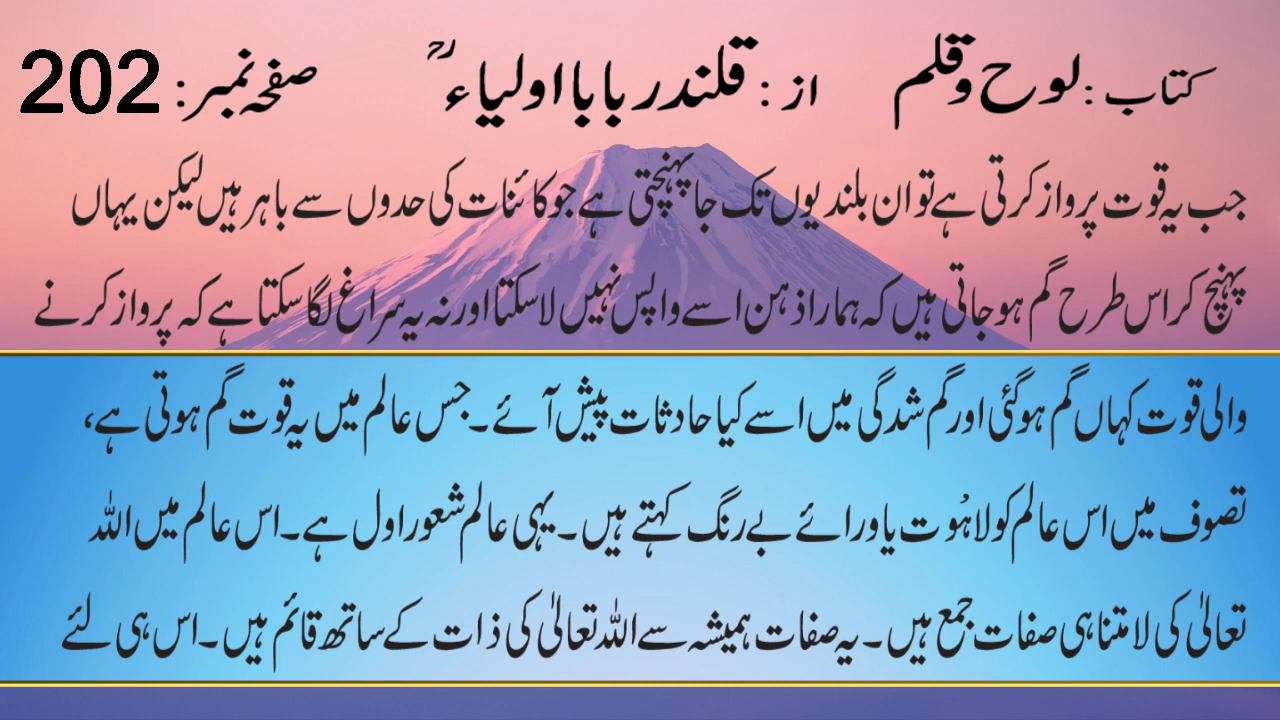 کتاب : لوح و قلم از : قلندر بابا اولیاءؒ صفحہ نمبر : 202
جب یہ قوت پرواز کرتی ہے تو ان بلندیوں تک جا پہنچتی ہے جو کائنات کی حدوں سے باہر ہیں لیکن یہاں
پہنچ کر اس طرح گم ہو جاتی ہیں کہ ہمارا ذہن اسے واپس نہیں لا سکتا اور نہ یہ سراغ لگا سکتا ہے کہ پرواز کرنے
والی قوت کہاں گم ہو گئی اور گم شدگی میں اسے کیا حادثات پیش آئے۔ جس عالم میں یہ قوت گم ہوتی ہے،
تصوف میں اس عالم کو لاہُوت یا ورائے بے رنگ کہتے ہیں۔ یہی عالم شعور اول ہے۔ اس عالم میں اللہ
تعالیٰ کی لامتناہی صفات جمع ہیں۔ یہ صفات ہمیشہ سے اللہ تعالیٰ کی ذات کے ساتھ قائم ہیں۔ اس ہی لئے